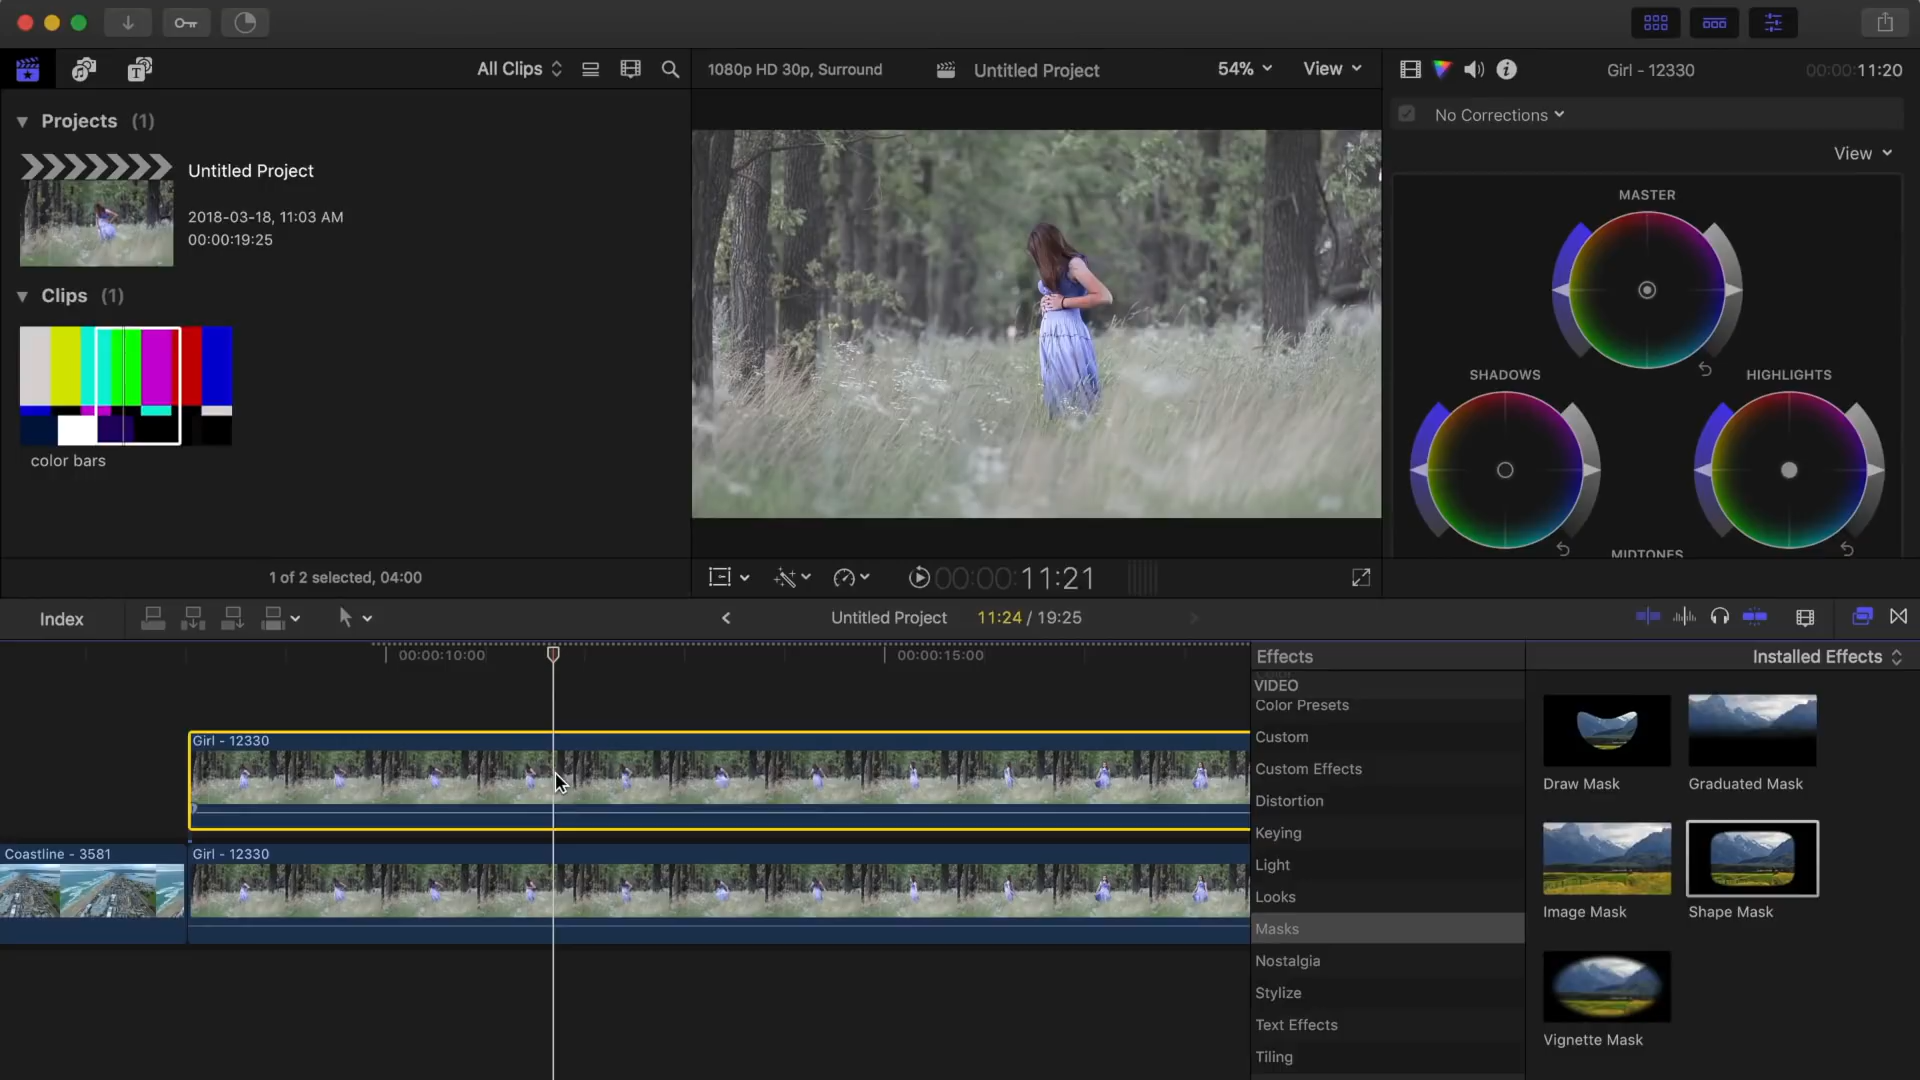 All Clips
1080p HD 30p, Surround
Untitled Project
54%
View
Girl - 12330
00:00:11:20
No Corrections
View
Projects (1)
Untitled Project
2018-03-18, 11:03 AM
00:00:19:25
Clips (1)
color bars
1 of 2 selected, 04:00
MASTER
SHADOWS
HIGHLIGHTS
MIDTONES
00:00:11:21
Index
Untitled Project
11:24 / 19:25
00:00:10:00
00:00:15:00
Girl - 12330
Coastline - 3581
Girl - 12330
Effects
VIDEO
Color Presets
Custom
Custom Effects
Distortion
Keying
Light
Looks
Masks
Nostalgia
Stylize
Text Effects
Tiling
Installed Effects
Draw Mask
Graduated Mask
Image Mask
Shape Mask
Vignette Mask